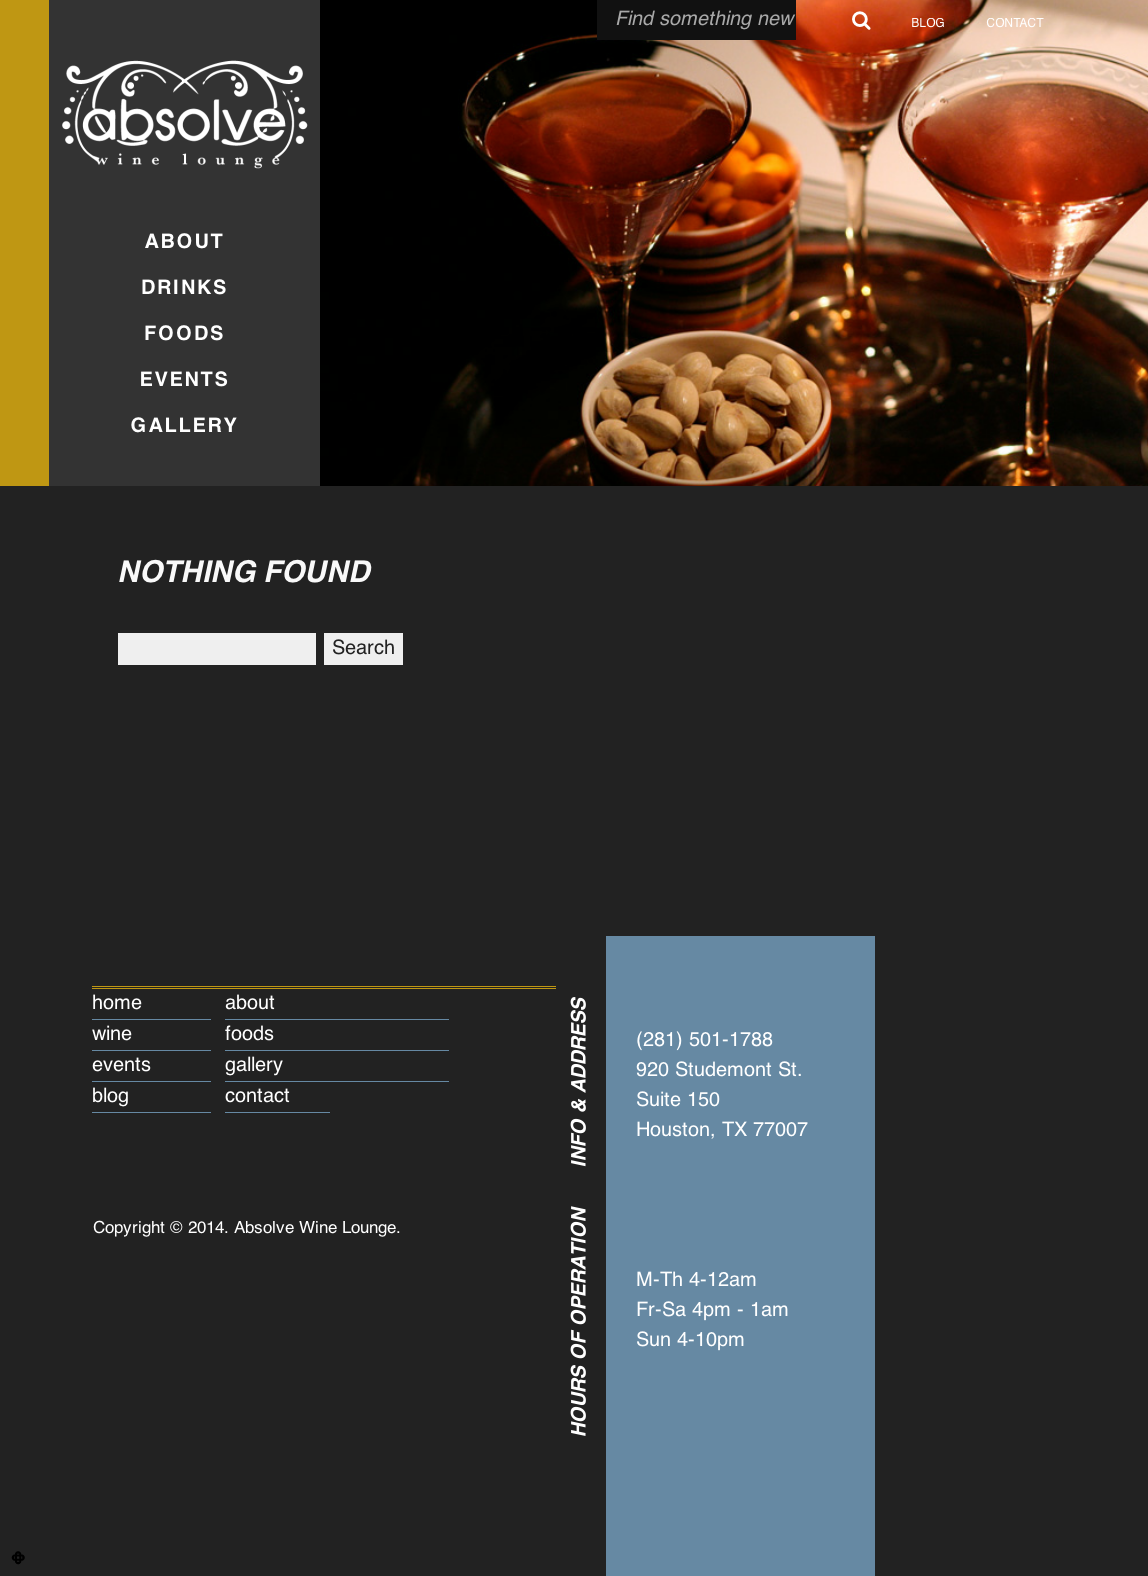 Find something new
BLOG
CONTACT
absolve
wine lounge
ABOUT
DRINKS
FOODS
EVENTS
GALLERY
NOTHING FOUND
Search
home
about
wine
foods
events
gallery
blog
contact
Copyright © 2014. Absolve Wine Lounge.
INFO & ADDRESS
(281) 501-1788
920 Studemont St.
Suite 150
Houston, TX 77007
HOURS OF OPERATION
M-Th 4-12am
Fr-Sa 4pm - 1am
Sun 4-10pm